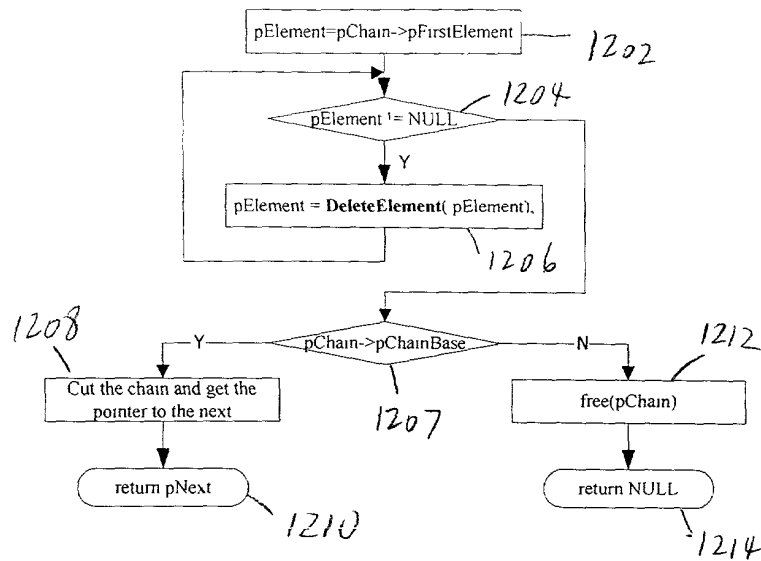 pElement=pChain->pFirstElement
1202
1204
pElement != NULL
Y
pElement = DeleteElement( pElement),
1206
1208
Y
pChain->pChainBase
N
1212
Cut the chain and get the
pointer to the next
1207
free(pChain)
return pNext
1210
return NULL
1214